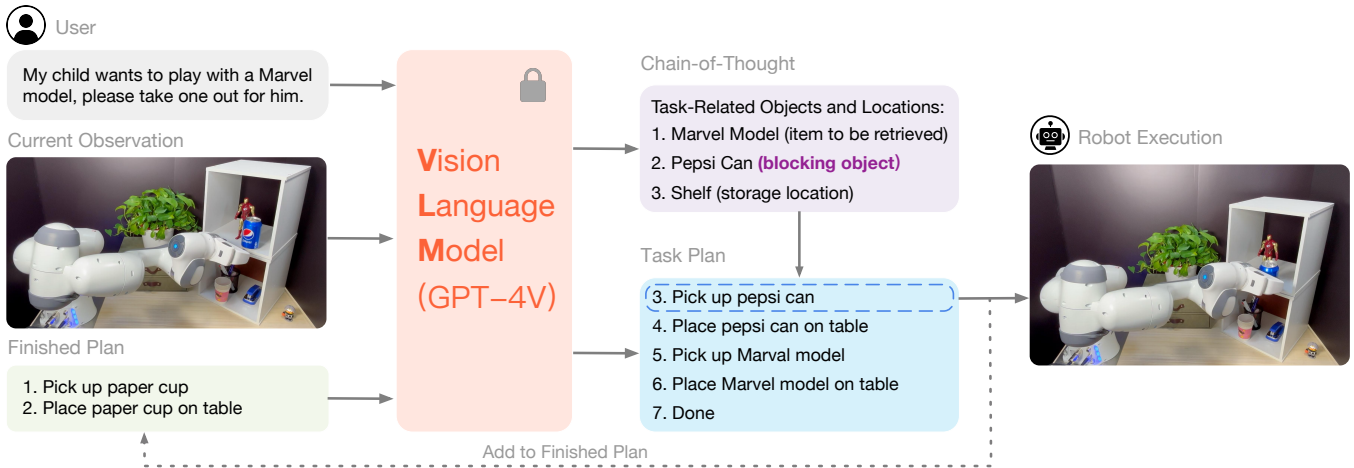 User
My child wants to play with a Marvel
model, please take one out for him.
Current Observation
pepsi
Finished Plan
1. Pick up paper cup
2. Place paper cup on table
Vision
Language
Model
(GPT-4V)
Chain-of-Thought
Task-Related Objects and Locations:
1. Marvel Model (item to be retrieved)
2. Pepsi Can (blocking object)
3. Shelf (storage location)
Task Plan
3. Pick up pepsi can
4. Place pepsi can on table
5. Pick up Marval model
6. Place Marvel model on table
7. Done
Robot Execution
Add to Finished Plan